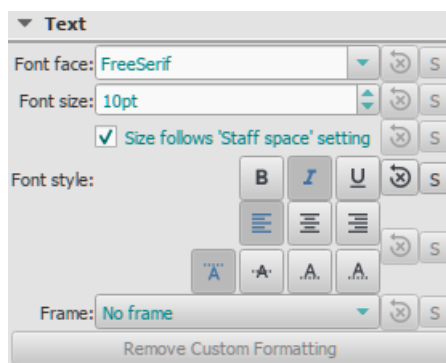 Text
Font face: FreeSerif S
Font size: 10pt S
Size follows 'Staff space' setting S
Font style: B I U S
S
A A A A
Frame: No frame S
Remove Custom Formatting